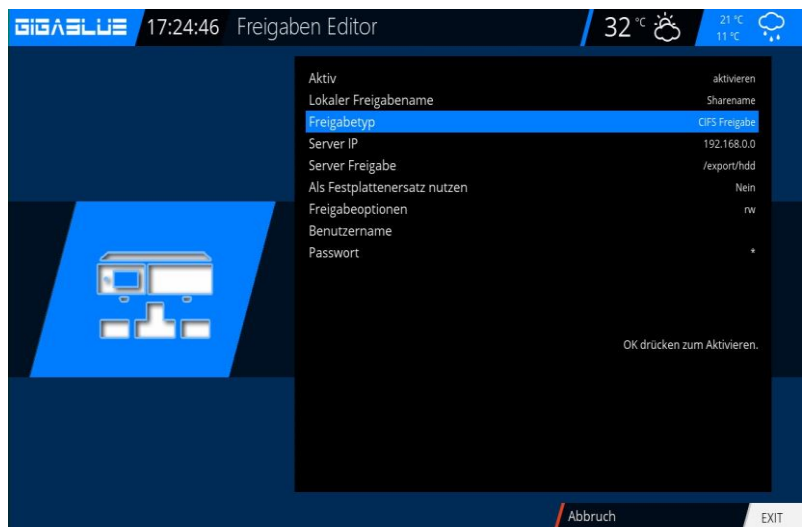 GIGABLUE 17:24:46 Freigaben Editor 32 °C 21 °C
11 °C
Aktiv aktivieren
Lokaler Freigabename Sharename
Freigabetyp CIFS Freigabe
Server IP 192.168.0.0
Server Freigabe /export/hdd
Als Festplattenersatz nutzen Nein
Freigabeoptionen rw
Benutzername
Passwort *
OK drücken zum Aktivieren.
Abbruch EXIT